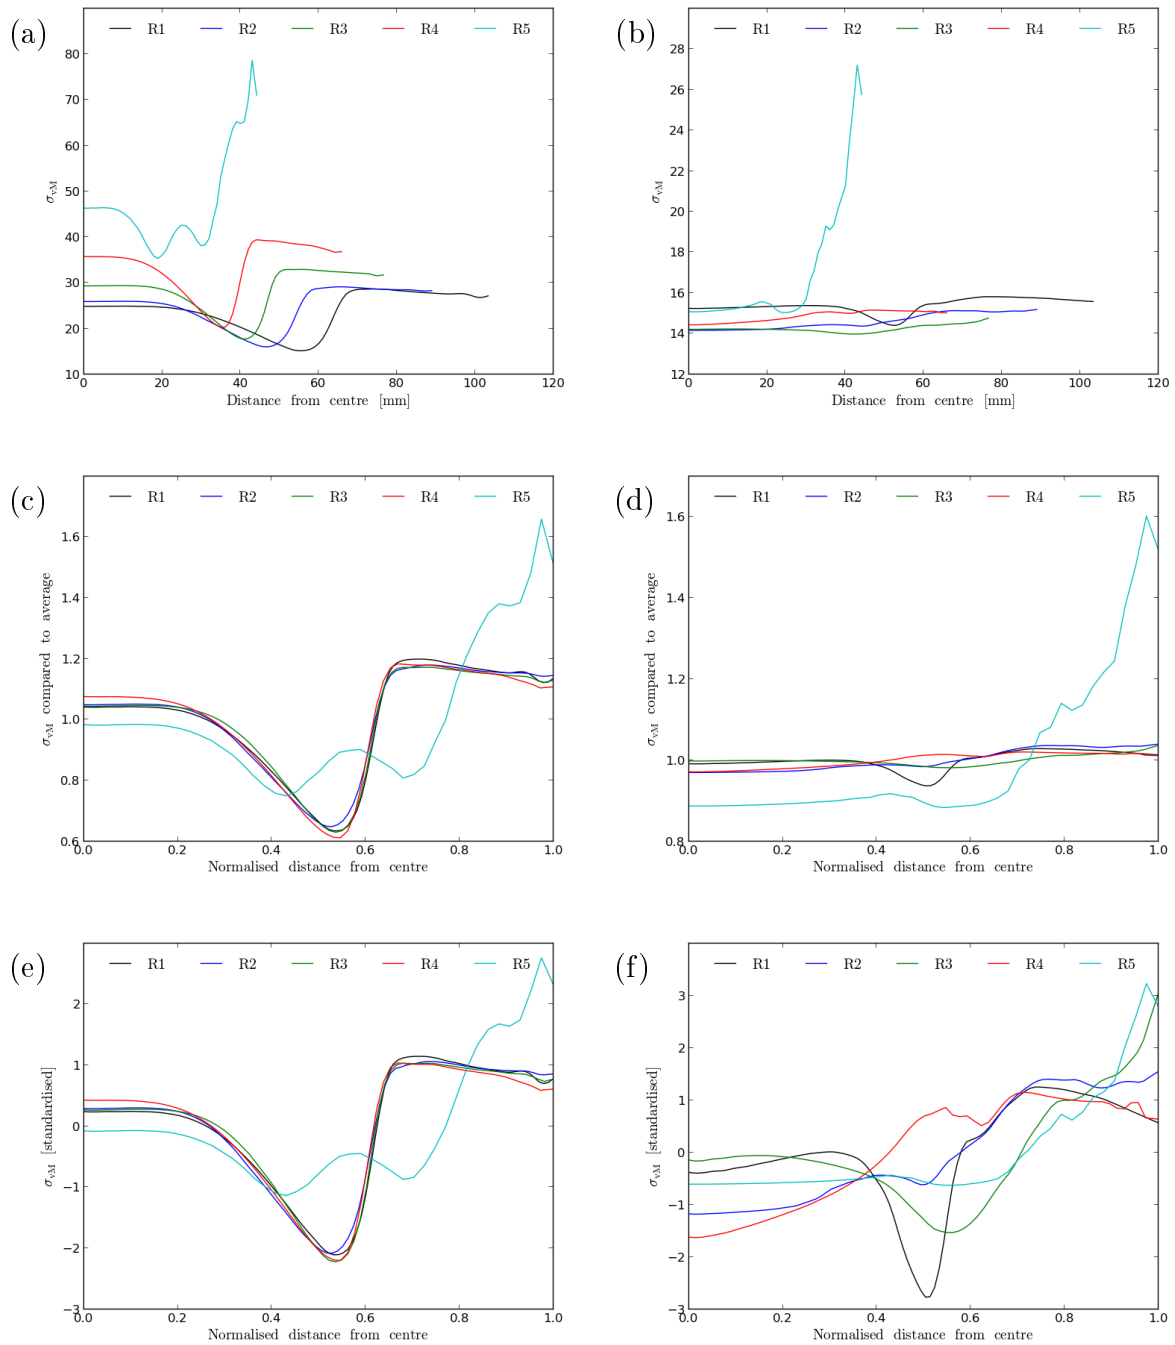 (a)
R1 R2 R3 R4 R5
80
70
60
50
40
30
20
10
σvM
0 20 40 60 80 100 120
Distance from centre [mm]
(b)
R1 R2 R3 R4 R5
28
26
24
22
20
18
16
14
12
σvM
0 20 40 60 80 100 120
Distance from centre [mm]
(c)
R1 R2 R3 R4 R5
1.6
1.4
1.2
1.0
0.8
0.6
σvM compared to average
0.0 0.2 0.4 0.6 0.8 1.0
Normalised distance from centre
(d)
R1 R2 R3 R4 R5
1.6
1.4
1.2
1.0
0.8
σvM compared to average
0.0 0.2 0.4 0.6 0.8 1.0
Normalised distance from centre
(e)
R1 R2 R3 R4 R5
2
1
0
−1
−2
−3
σvM [standardised]
0.0 0.2 0.4 0.6 0.8 1.0
Normalised distance from centre
(f)
R1 R2 R3 R4 R5
3
2
1
0
−1
−2
−3
σvM [standardised]
0.0 0.2 0.4 0.6 0.8 1.0
Normalised distance from centre